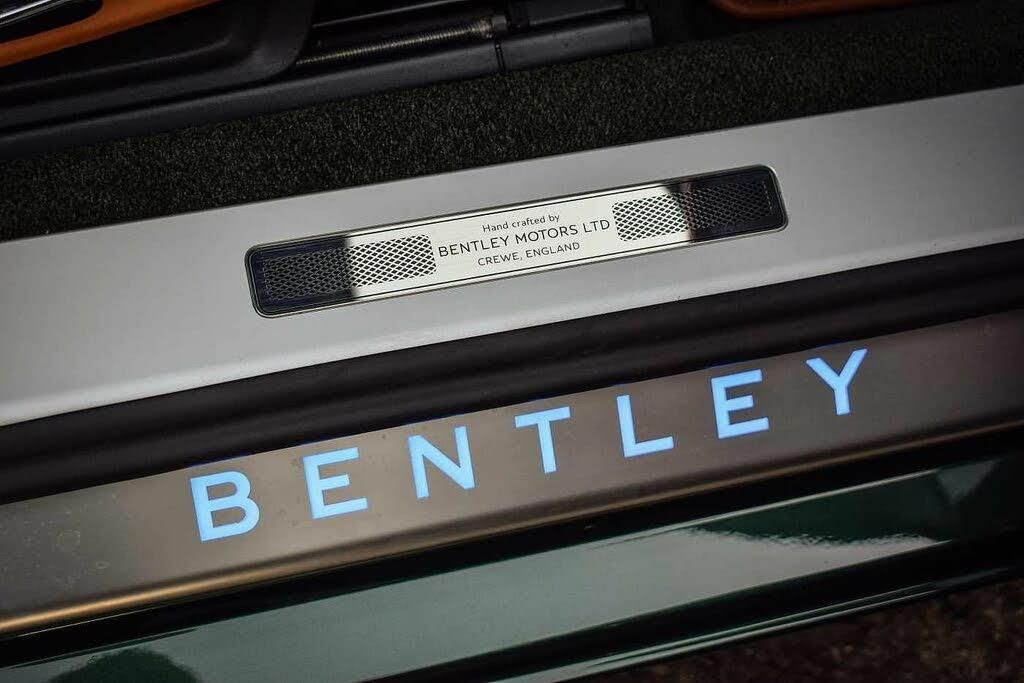 Hand crafted by
BENTLEY MOTORS LTD
CREWE, ENGLAND
BENTLEY